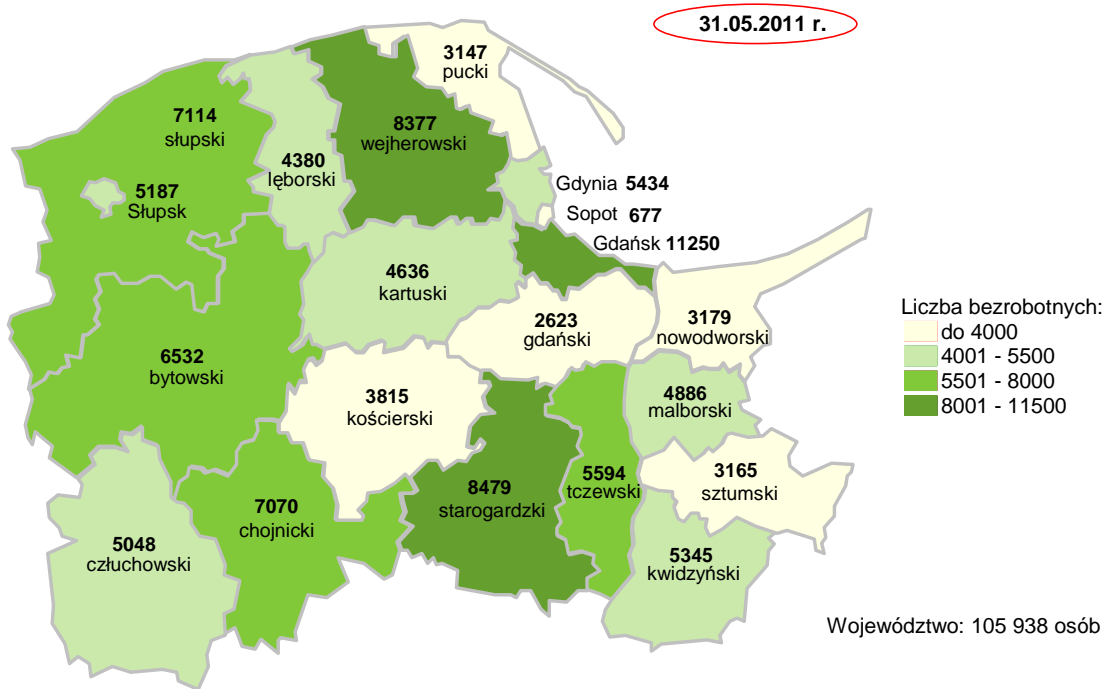 31.05.2011 r.
3147
pucki
7114
słupski
8377
wejherowski
4380
lęborski
5187
Słupsk
Gdynia 5434
Sopot 677
Gdańsk 11250
4636
kartuski
2623
gdański
3179
nowodworski
6532
bytowski
3815
kościerski
4886
malborski
5594
tczewski
3165
sztumski
8479
starogardzki
7070
chojnicki
5048
człuchowski
5345
kwidzyński
Liczba bezrobotnych:
do 4000
4001 - 5500
5501 - 8000
8001 - 11500
Województwo: 105 938 osób